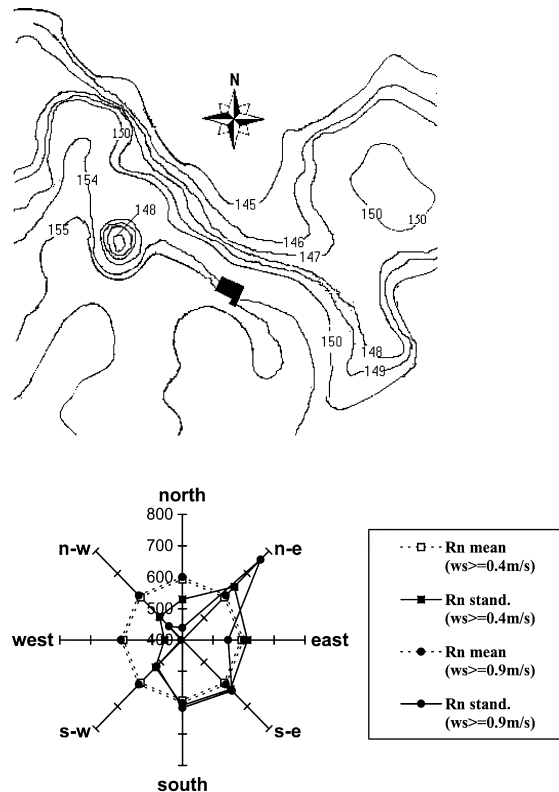 N
150
154
148
155
145
146
147
150
150
150
148
149
north
800
n-w
700
n-e
600
500
west
400
east
s-w
s-e
south
Rn mean
(ws>=0.4m/s)
Rn stand.
(ws>=0.4m/s)
Rn mean
(ws>=0.9m/s)
Rn stand.
(ws>=0.9m/s)